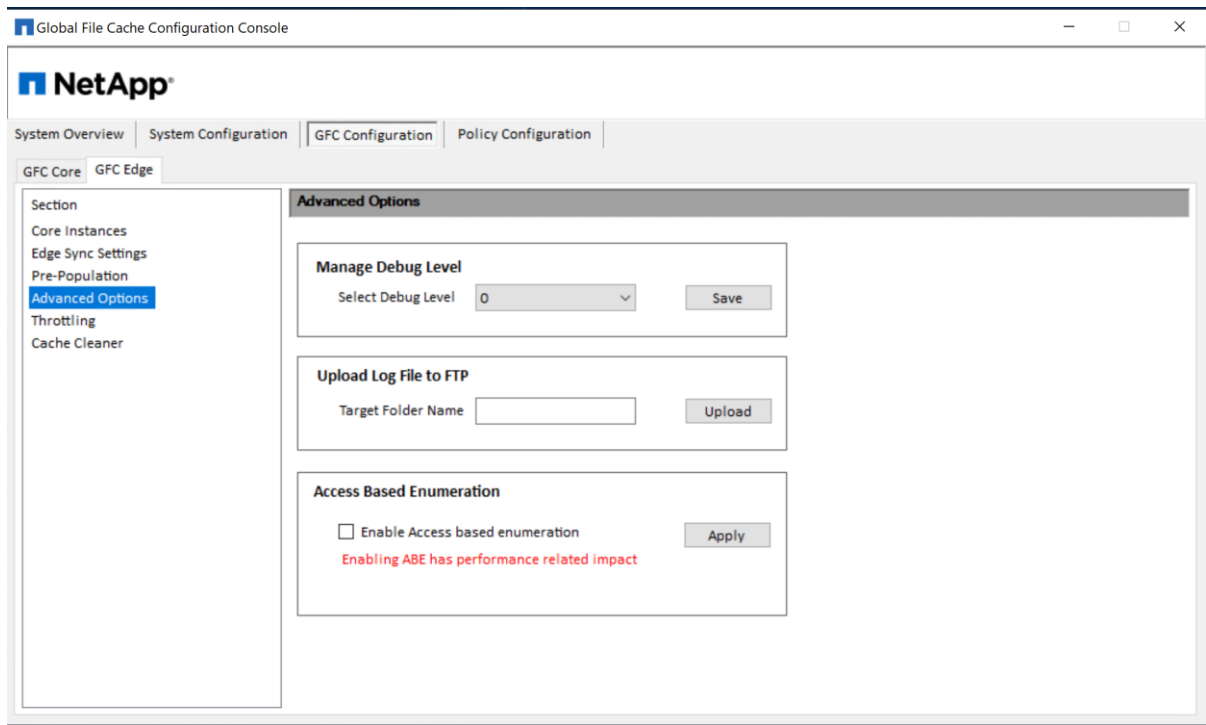 Global File Cache Configuration Console
NetApp®
System Overview System Configuration GFC Configuration Policy Configuration
GFC Core GFC Edge
Section
Core Instances
Edge Sync Settings
Pre-Population
Advanced Options
Throttling
Cache Cleaner
Advanced Options
Manage Debug Level
Select Debug Level 0 Save
Upload Log File to FTP
Target Folder Name Upload
Access Based Enumeration
Enable Access based enumeration Apply
Enabling ABE has performance related impact